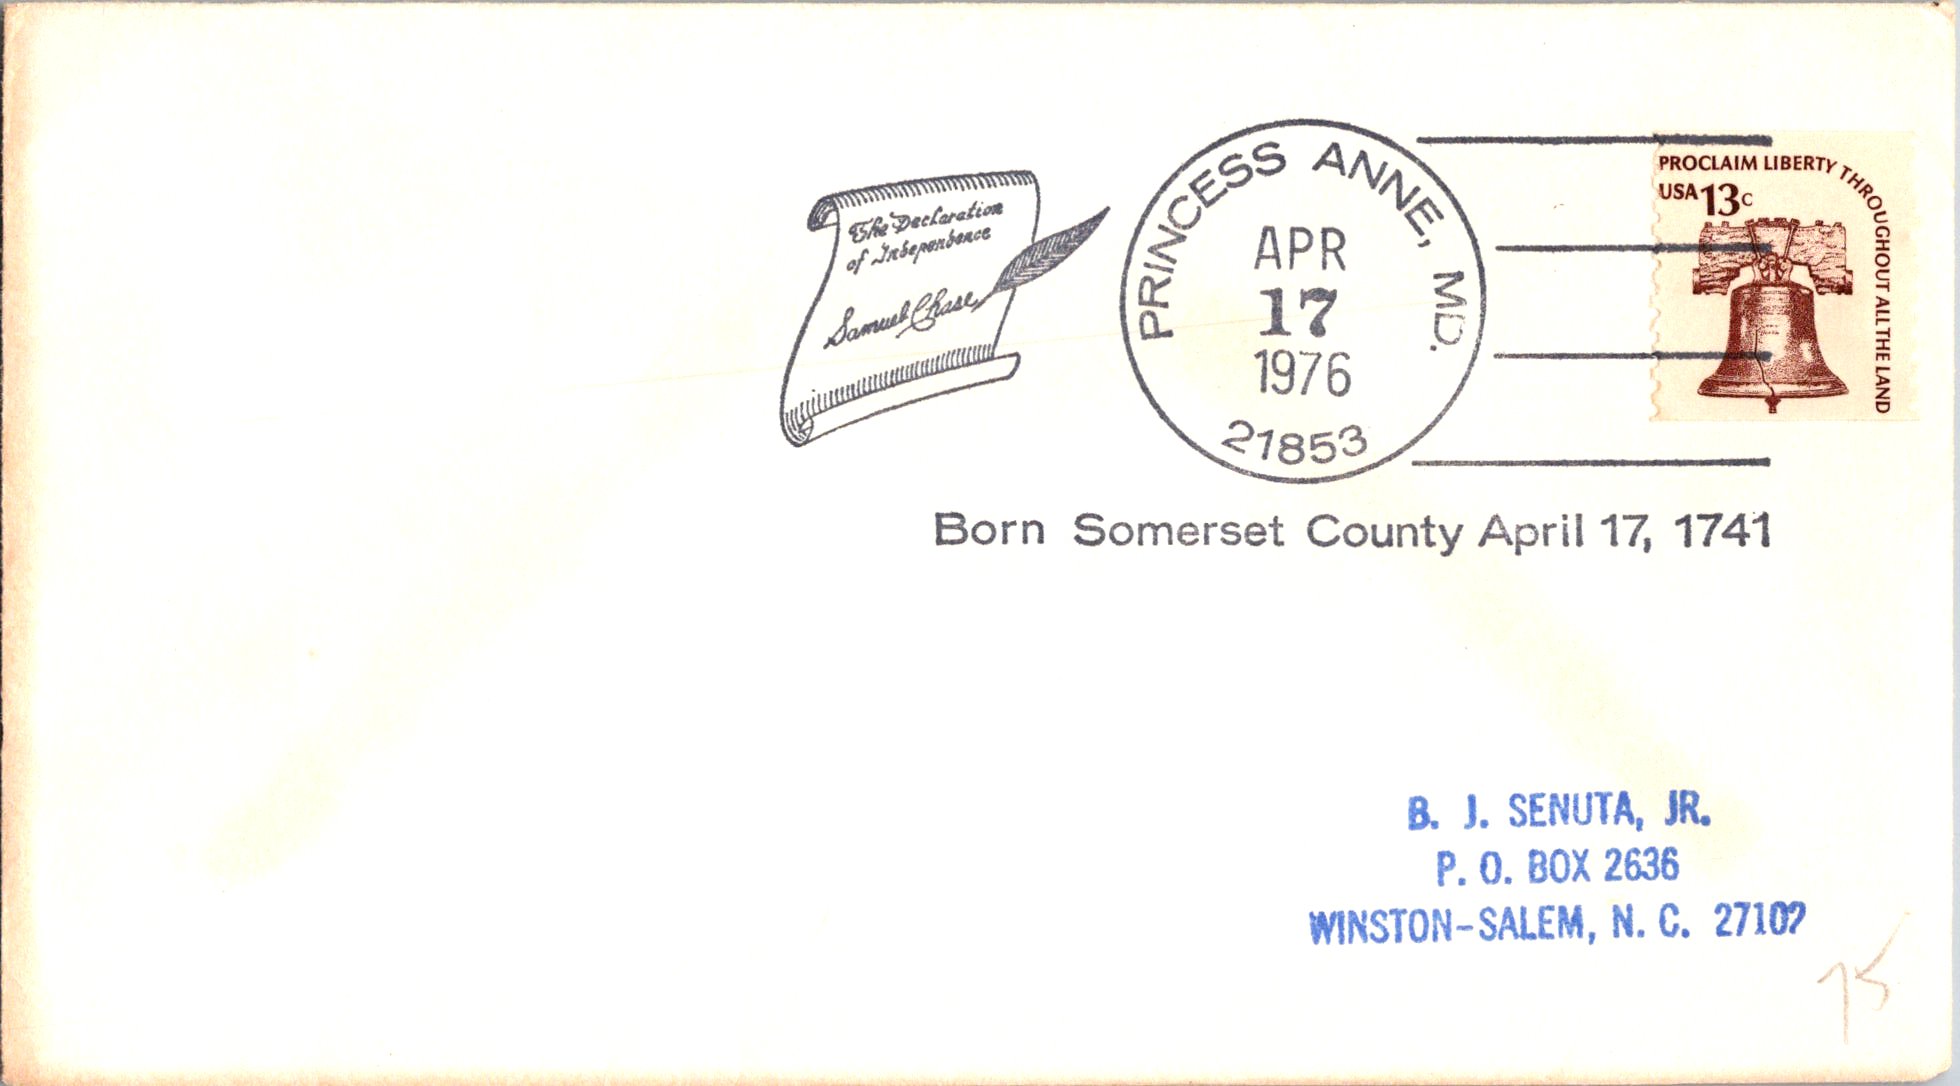 The Declaration
of Independence
Samuel Chase
PRINCESS ANNE, MD.
APR
17
1976
21853
PROCLAIM LIBERTY THROUGHOUT ALL THE LAND
USA 13c
Born Somerset County April 17, 1741
B. J. SENUTA, JR.
P. O. BOX 2636
WINSTON-SALEM, N. C. 27102
75